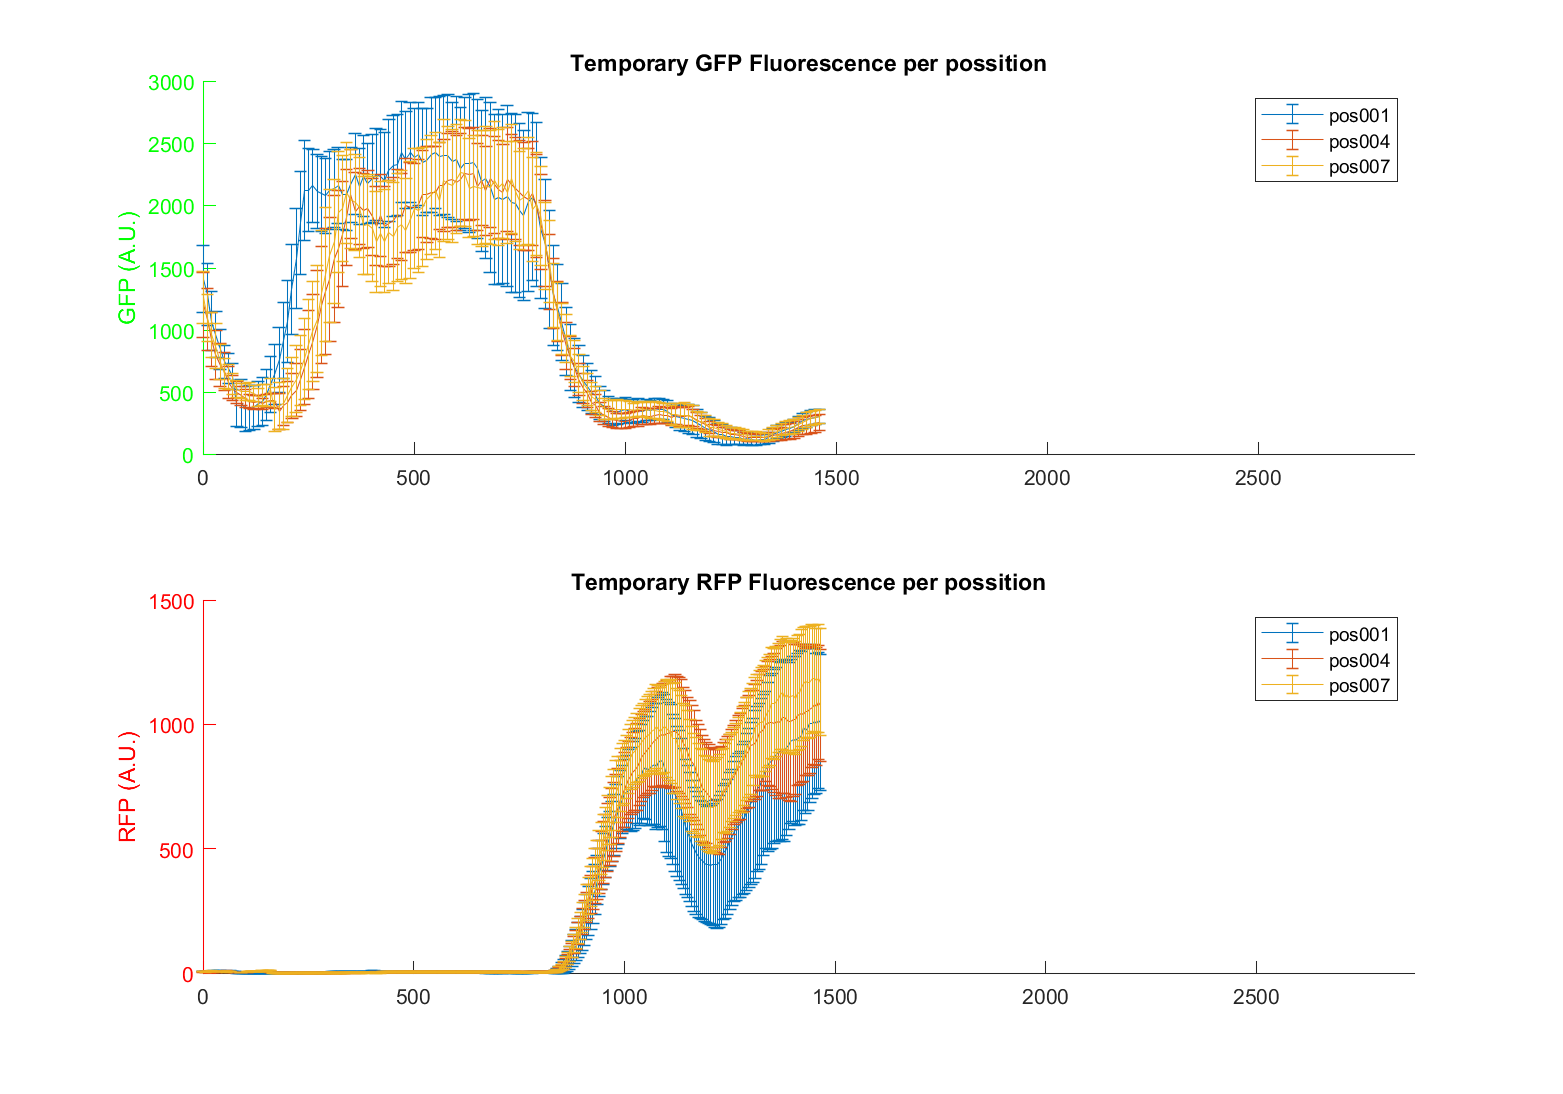 Temporary GFP Fluorescence per possition
GFP (A.U.)
3000
2500
2000
1500
1000
500
0
0 500 1000 1500 2000 2500
pos001
pos004
pos007
Temporary RFP Fluorescence per possition
RFP (A.U.)
1500
1000
500
0
0 500 1000 1500 2000 2500
pos001
pos004
pos007